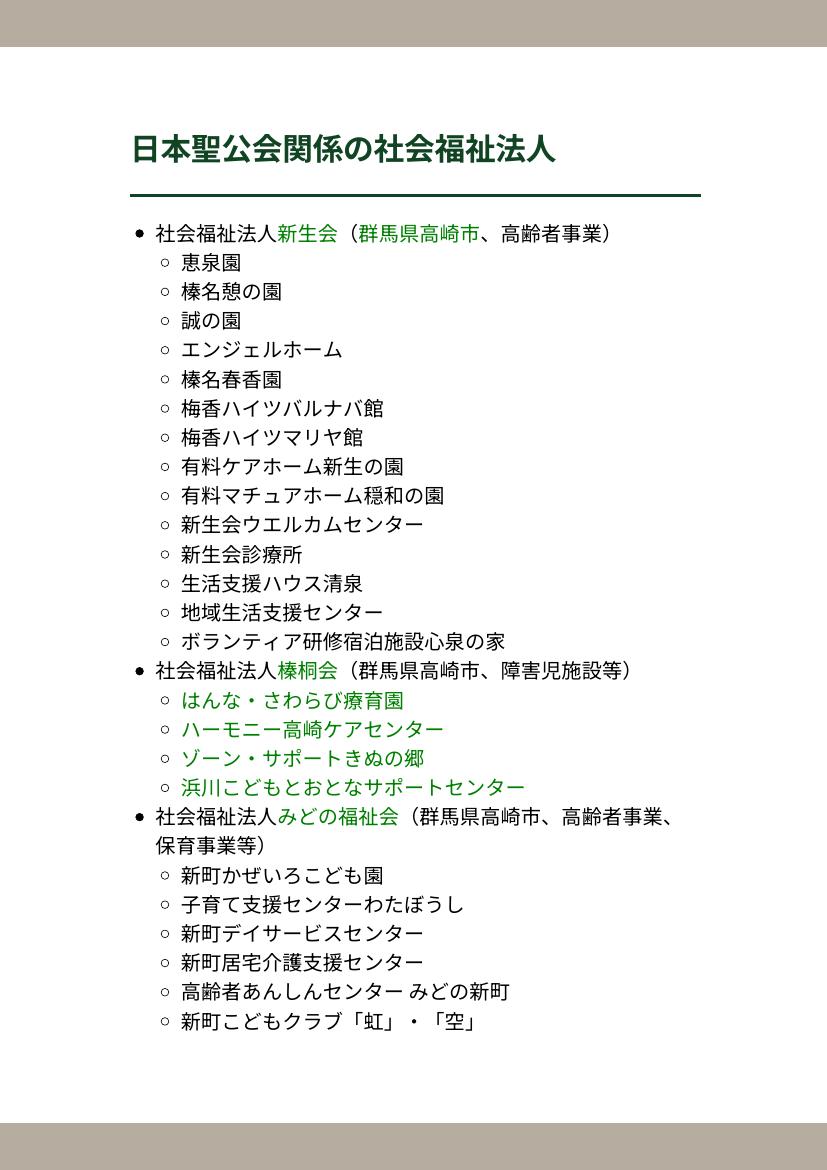 日本聖公会関係の社会福祉法人
• 社会福祉法人新生会（群馬県高崎市、高齢者事業）
◦ 恵泉園
◦ 榛名憩の園
◦ 誠の園
◦ エンジェルホーム
◦ 榛名春香園
◦ 梅香ハイツバルナバ館
◦ 梅香ハイツマリヤ館
◦ 有料ケアホーム新生の園
◦ 有料マチュアホーム穏和の園
◦ 新生会ウエルカムセンター
◦ 新生会診療所
◦ 生活支援ハウス清泉
◦ 地域生活支援センター
◦ ボランティア研修宿泊施設心泉の家
• 社会福祉法人榛桐会（群馬県高崎市、障害児施設等）
◦ はんな・さわらび療育園
◦ ハーモニー高崎ケアセンター
◦ ゾーン・サポートきぬの郷
◦ 浜川こどもとおとなサポートセンター
• 社会福祉法人みどの福祉会（群馬県高崎市、高齢者事業、
保育事業等）
◦ 新町かぜいろこども園
◦ 子育て支援センターわたぼうし
◦ 新町デイサービスセンター
◦ 新町居宅介護支援センター
◦ 高齢者あんしんセンター みどの新町
◦ 新町こどもクラブ「虹」・「空」